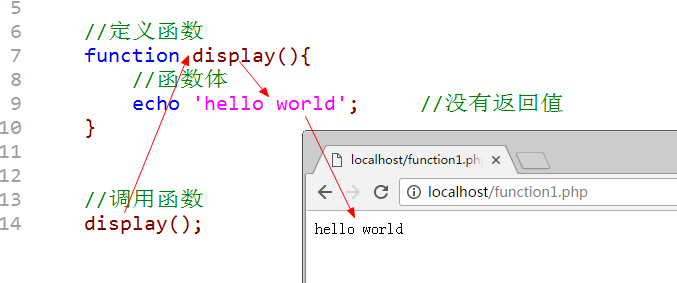 5
6 //定义函数
7 function display(){
8 //函数体
9 echo 'hello world'; //没有返回值
10 }
11
12
13 //调用函数
14 display();
localhost/function1.php
localhost/function1.php
hello world